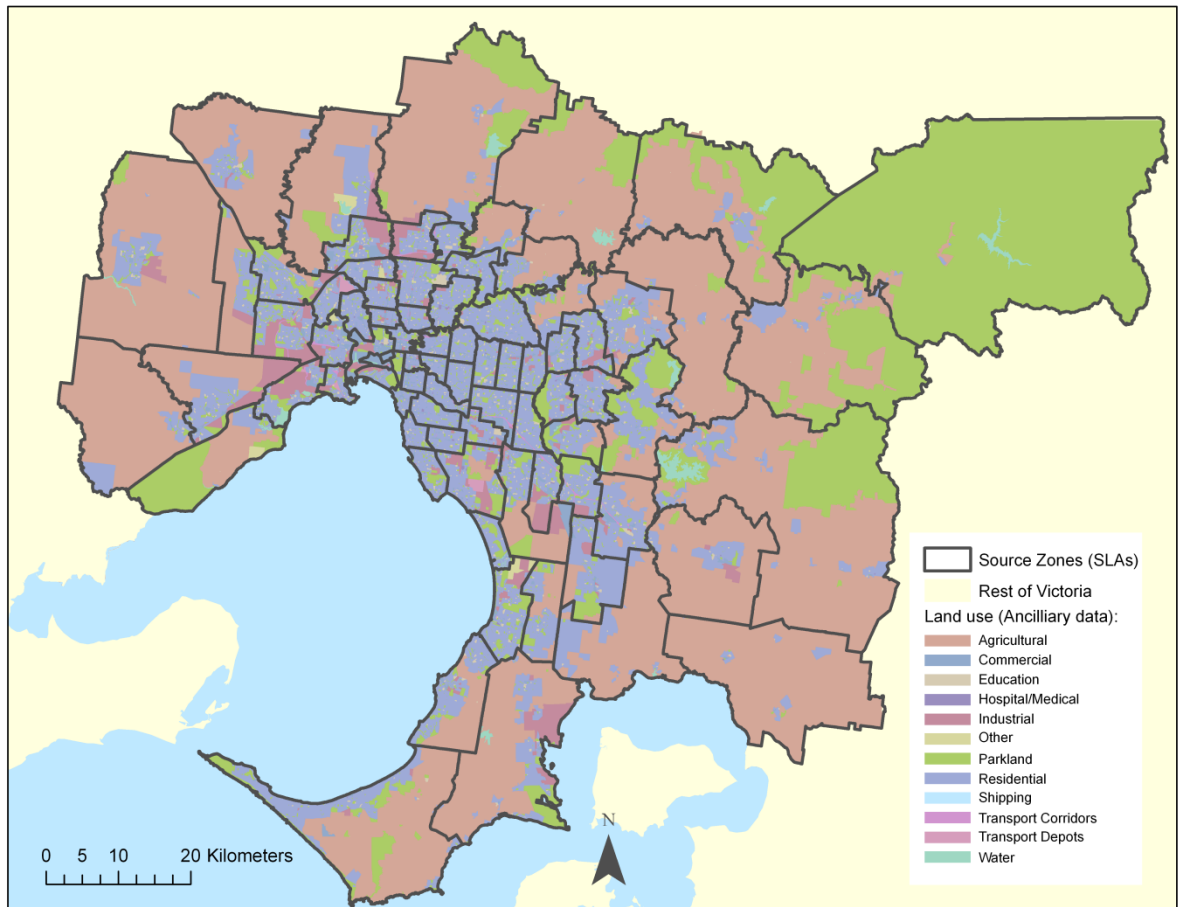 Source Zones (SLAs)
Rest of Victoria
Land use (Ancilliary data):
Agricultural
Commercial
Education
Hospital/Medical
Industrial
Other
Parkland
Residential
Shipping
Transport Corridors
Transport Depots
Water
N
0 5 10 20 Kilometers